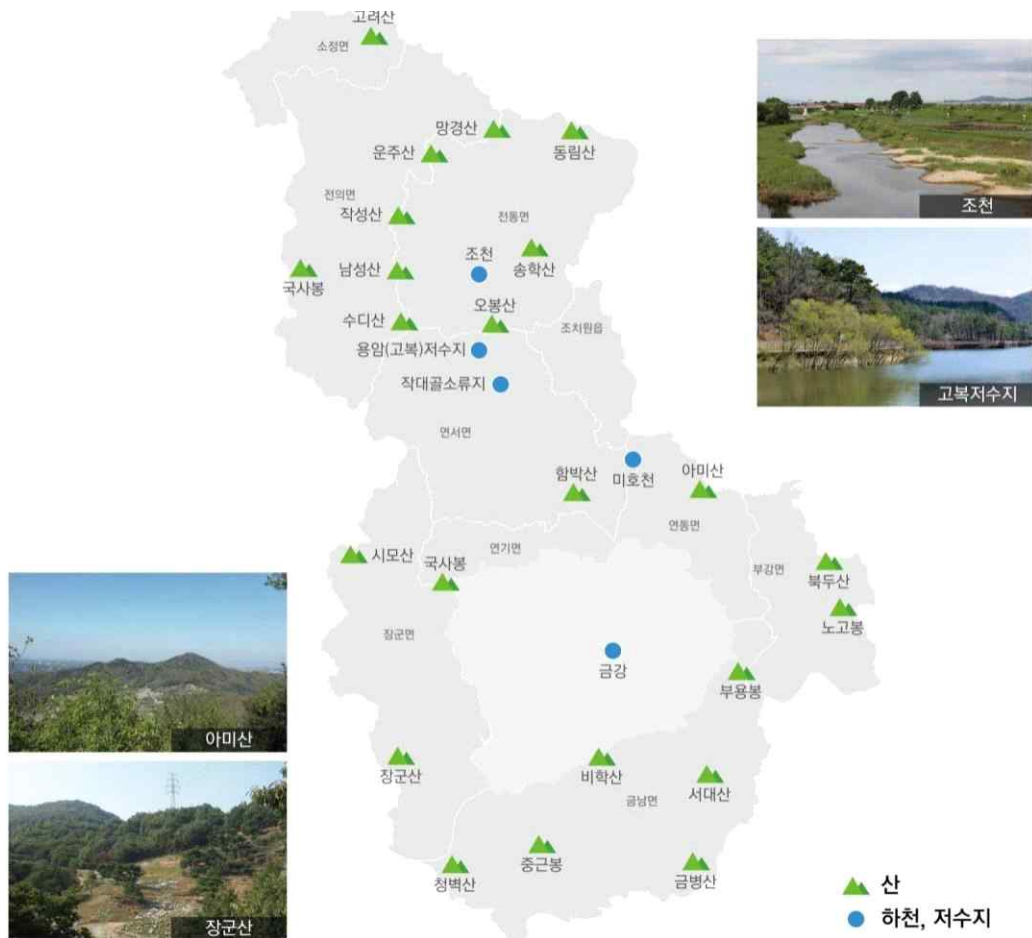 고려산
소정면
망경산
동림산
운주산
전의면
작성산
전동면
조천
송학산
남성산
국사봉
수디산
오봉산
조치원읍
용암(고복)저수지
작대골소류지
연서면
함박산
미호천
아미산
연동면
연기면
시모산
국사봉
부강면
북두산
노고봉
장군면
금강
부용봉
장군산
비학산
서대산
금남면
중근봉
청벽산
금병산
조천
고복저수지
아미산
장군산
산
하천, 저수지